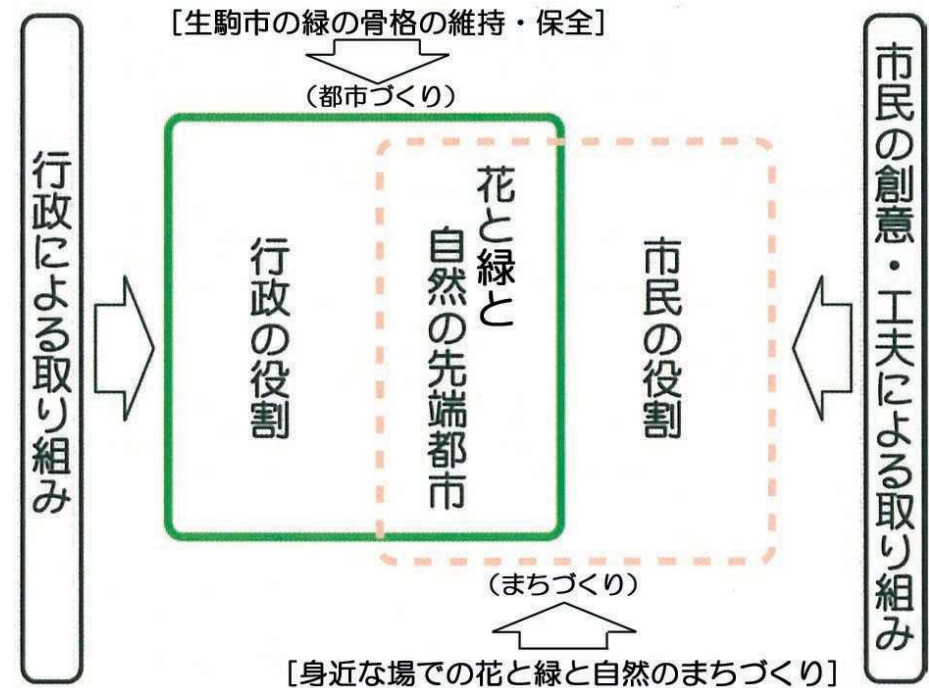 [生駒市の緑の骨格の維持・保全]
（都市づくり）
行政による取り組み
行政の役割
花と緑と
自然の先端都市
市民の役割
市民の創意・工夫による取り組み
（まちづくり）
[身近な場での花と緑と自然のまちづくり]